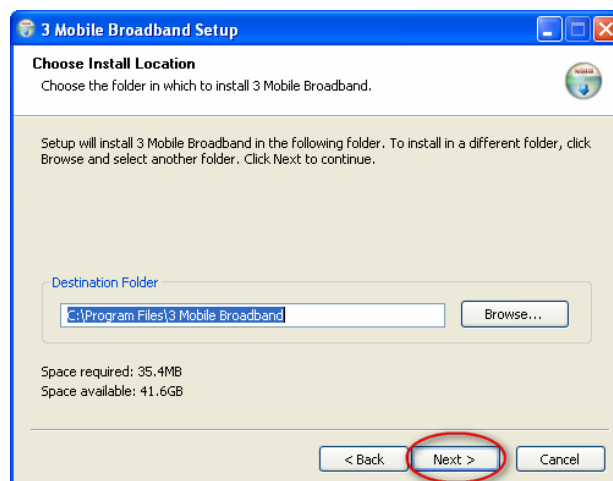 3 Mobile Broadband Setup
Choose Install Location
Choose the folder in which to install 3 Mobile Broadband.
Setup will install 3 Mobile Broadband in the following folder. To install in a different folder, click
Browse and select another folder. Click Next to continue.
Destination Folder
C:\Program Files\3 Mobile Broadband
Browse...
Space required: 35.4MB
Space available: 41.6GB
< Back
Next >
Cancel